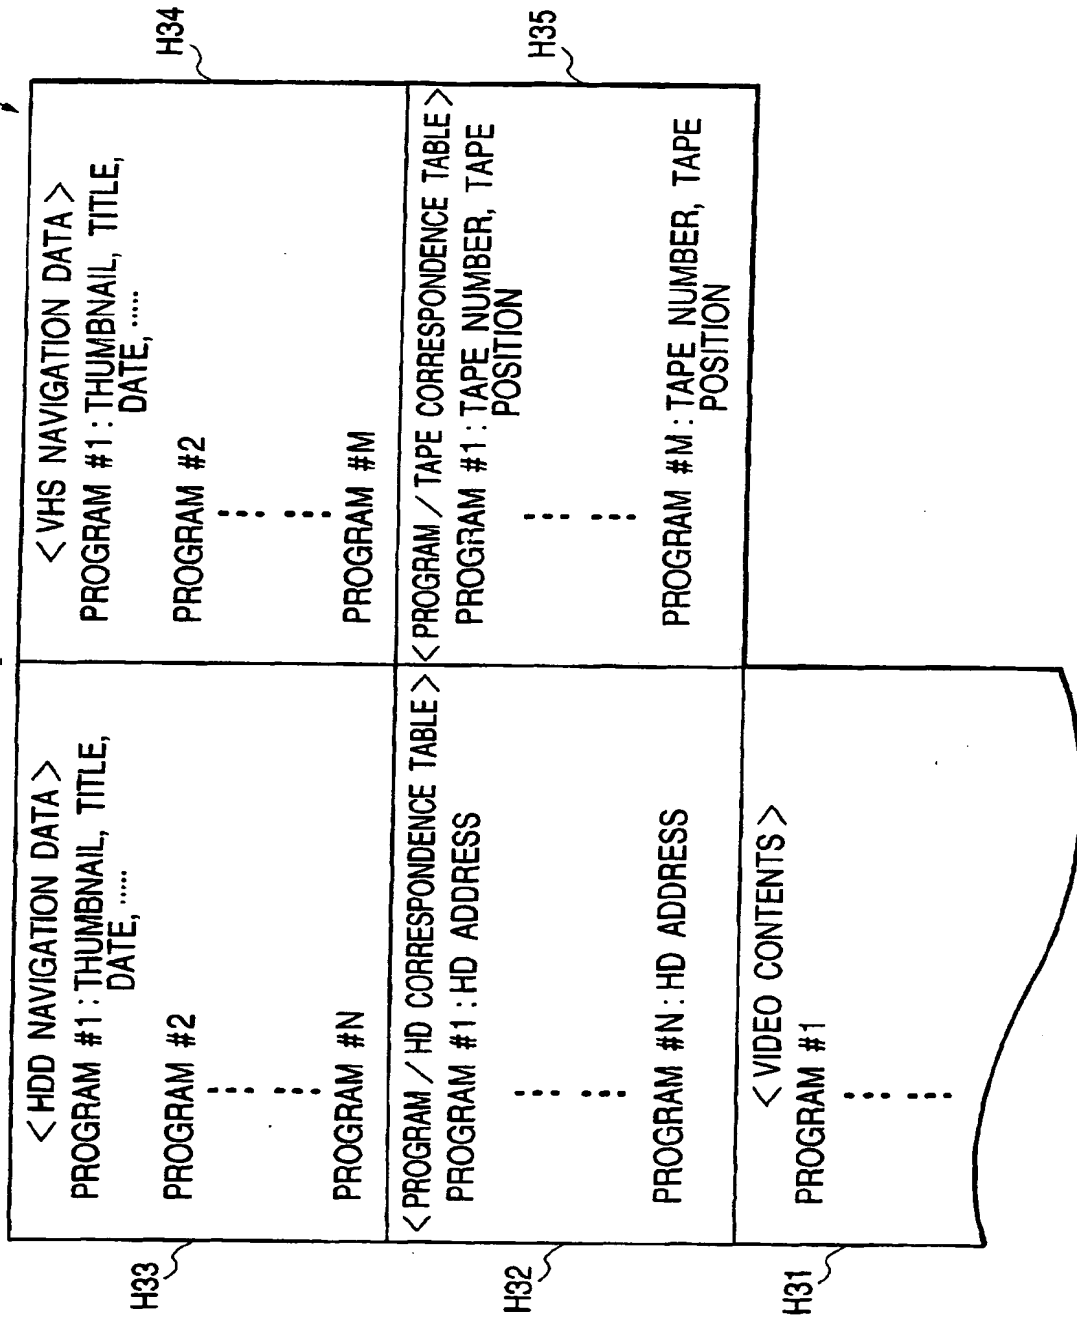 <HDD NAVIGATION DATA>
PROGRAM #1 : THUMBNAIL, TITLE,
DATE, .....
PROGRAM #2
PROGRAM #N
H33
<VHS NAVIGATION DATA>
PROGRAM #1 : THUMBNAIL, TITLE,
DATE, .....
PROGRAM #2
PROGRAM #M
H34
<PROGRAM / HD CORRESPONDENCE TABLE>
PROGRAM #1 : HD ADDRESS
PROGRAM #N : HD ADDRESS
H32
<PROGRAM / TAPE CORRESPONDENCE TABLE>
PROGRAM #1 : TAPE NUMBER, TAPE
POSITION
PROGRAM #M : TAPE NUMBER, TAPE
POSITION
H35
<VIDEO CONTENTS>
PROGRAM #1
H31